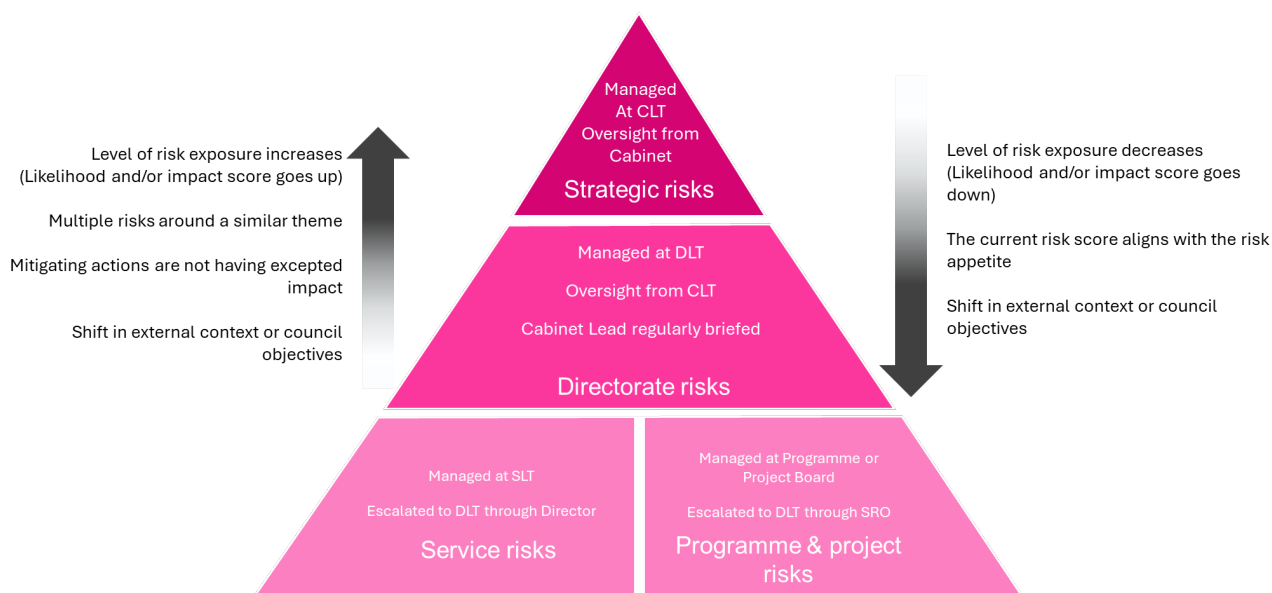 Managed
At CLT
Oversight from
Cabinet
Strategic risks
Level of risk exposure increases
(Likelihood and/or impact score goes up)
Multiple risks around a similar theme
Mitigating actions are not having excepted
impact
Shift in external context or council
objectives
Level of risk exposure decreases
(Likelihood and/or impact score goes
down)
The current risk score aligns with the risk
appetite
Shift in external context or council
objectives
Managed at DLT
Oversight from CLT
Cabinet Lead regularly briefed
Directorate risks
Managed at SLT
Escalated to DLT through Director
Service risks
Managed at Programme or
Project Board
Escalated to DLT through SRO
Programme & project
risks